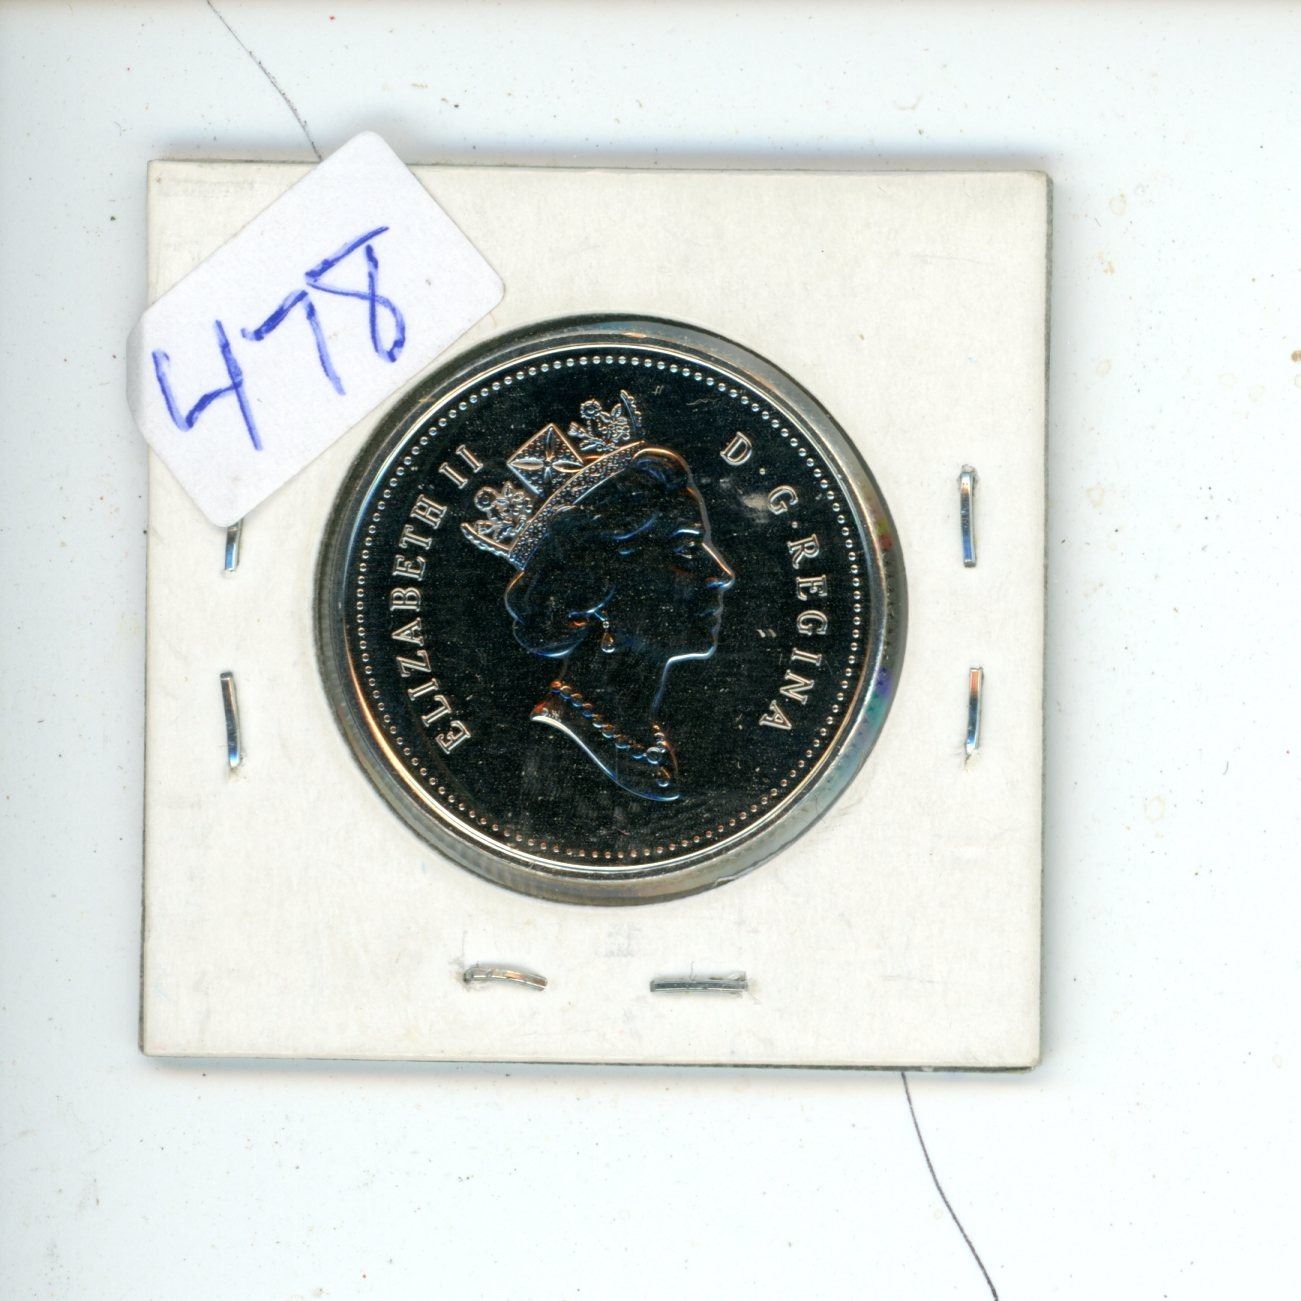 478
ELIZABETH II
D·G·REGINA